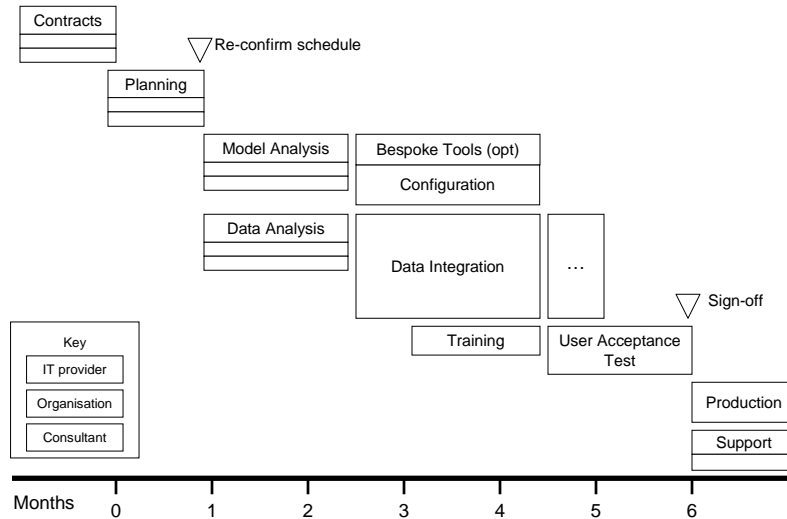 Contracts
Re-confirm schedule
Planning
Model Analysis
Bespoke Tools (opt)
Configuration
Data Analysis
Data Integration
...
Sign-off
Training
User Acceptance
Test
Key
IT provider
Organisation
Consultant
Production
Support
Months
0 1 2 3 4 5 6